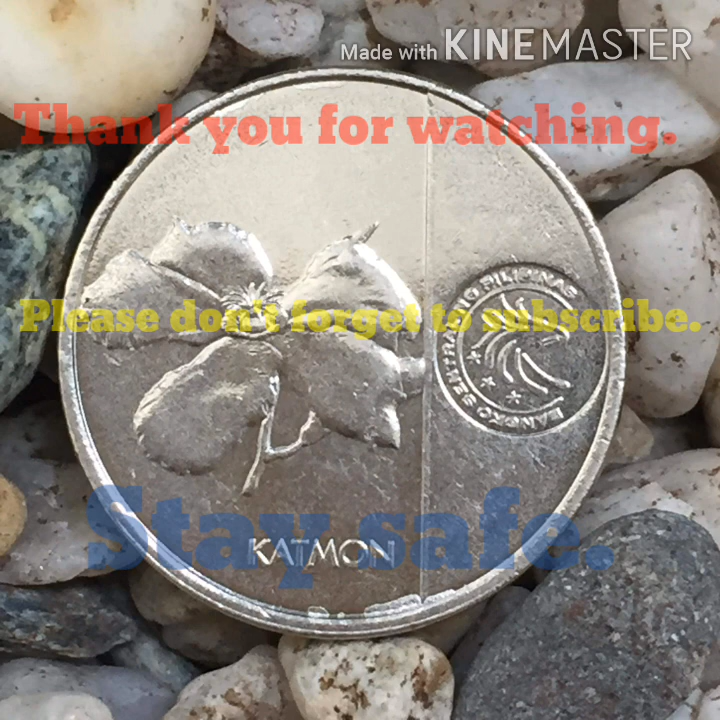 Made with KINEMASTER
Thank you for watching.
Please don't forget to subscribe.
BANGKO SENTRAL NG PILIPINAS
Stay safe.
KATMON